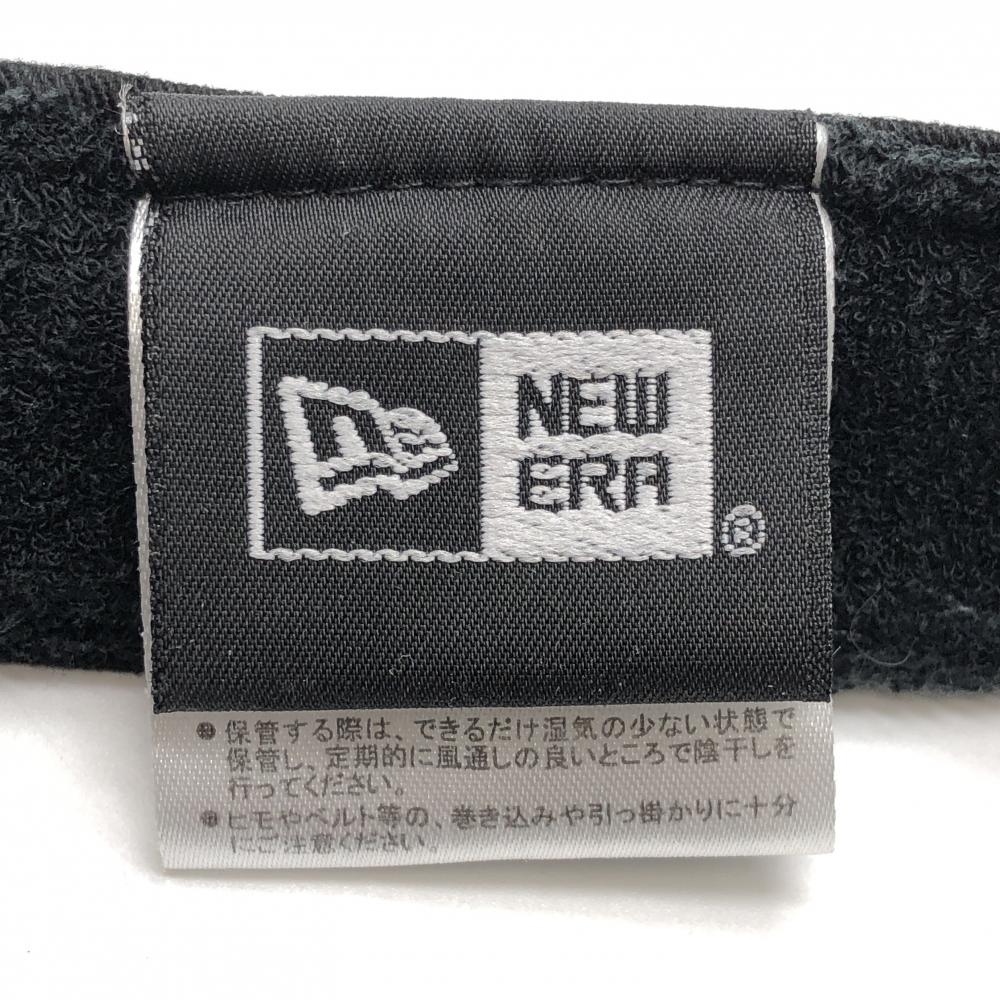 NEW
ERA
®
● 保管する際は、できるだけ湿気の少ない状態で
保管し、定期的に風通しの良いところで陰干しを
行ってください。
● ヒモやベルト等の、巻き込みや引っ掛かりに十分
にご注意ください。